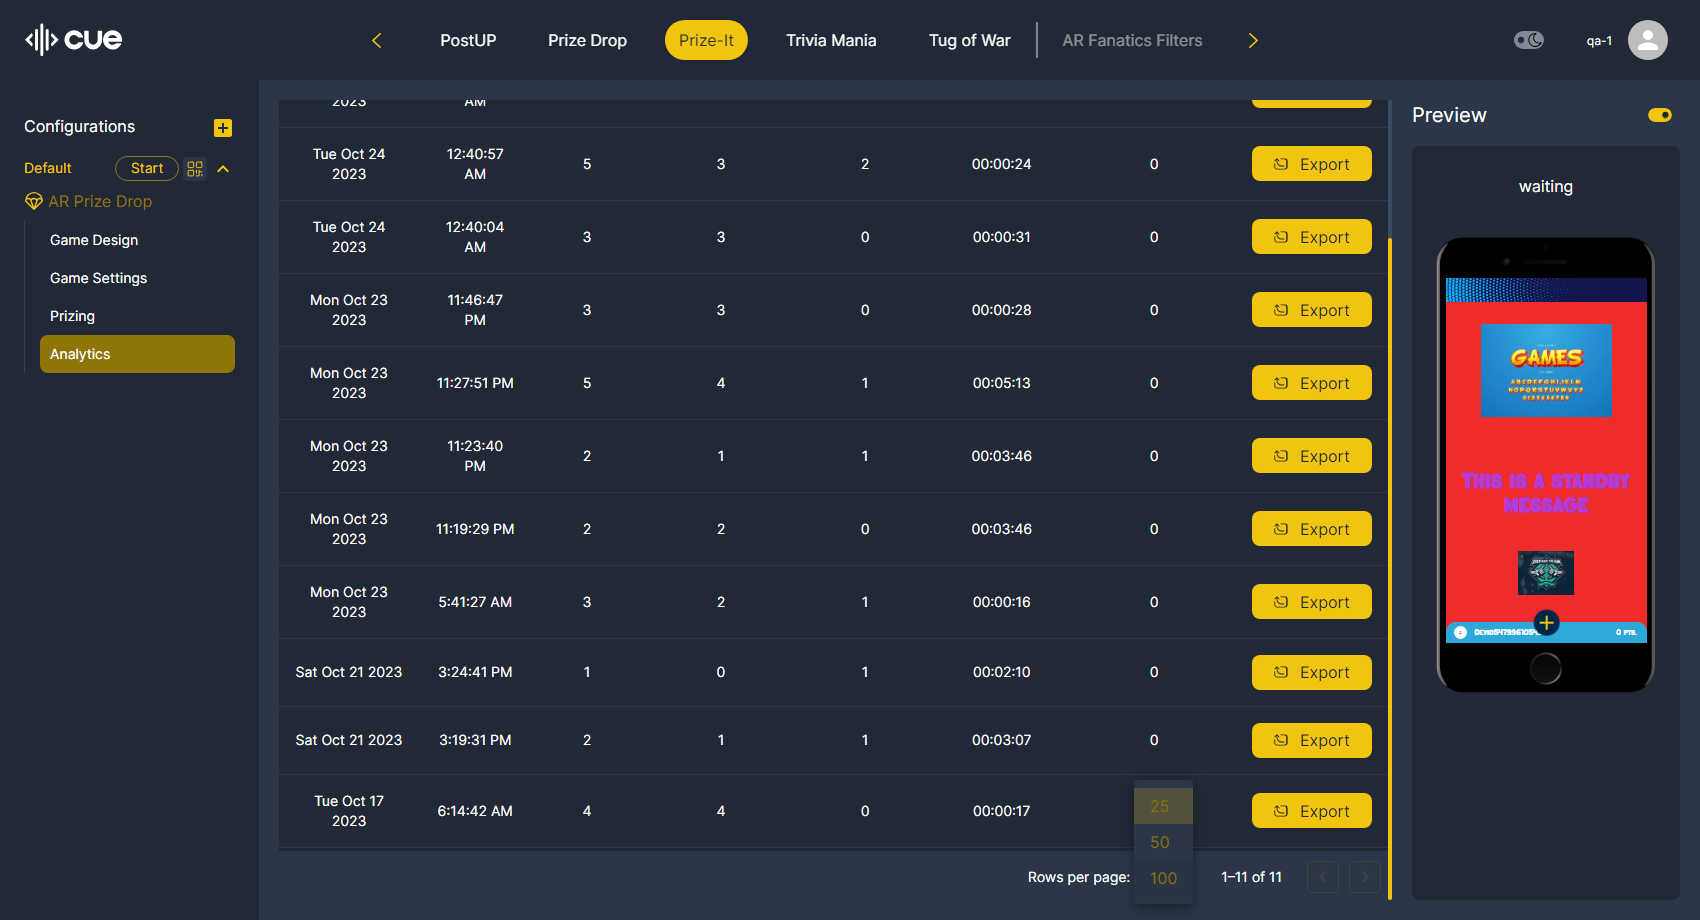 cue
PostUP
Prize Drop
Prize-It
Trivia Mania
Tug of War
AR Fanatics Filters
qa-1
Configurations
Default
Start
AR Prize Drop
Game Design
Game Settings
Prizing
Analytics
2023 AM
Tue Oct 24 2023 12:40:57 AM 5 3 2 00:00:24 0 Export
Tue Oct 24 2023 12:40:04 AM 3 3 0 00:00:31 0 Export
Mon Oct 23 2023 11:46:47 PM 3 3 0 00:00:28 0 Export
Mon Oct 23 2023 11:27:51 PM 5 4 1 00:05:13 0 Export
Mon Oct 23 2023 11:23:40 PM 2 1 1 00:03:46 0 Export
Mon Oct 23 2023 11:19:29 PM 2 2 0 00:03:46 0 Export
Mon Oct 23 2023 5:41:27 AM 3 2 1 00:00:16 0 Export
Sat Oct 21 2023 3:24:41 PM 1 0 1 00:02:10 0 Export
Sat Oct 21 2023 3:19:31 PM 2 1 1 00:03:07 0 Export
Tue Oct 17 2023 6:14:42 AM 4 4 0 00:00:17 Export
25
50
100
Rows per page:
1–11 of 11
Preview
waiting
GAMES
ABCDEFGHIJKLM
NOPQRSTUVWXYZ
0123456789
This is a standby
message
0 pts.